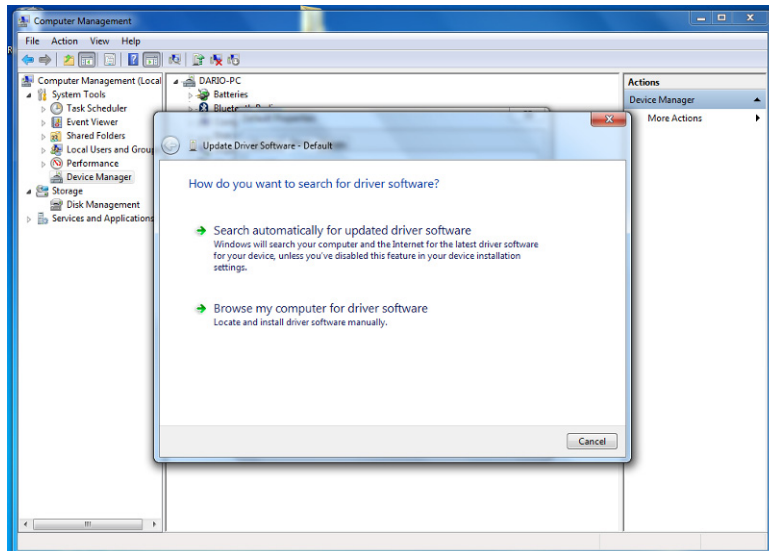 Computer Management
File Action View Help
Computer Management (Local
System Tools
Task Scheduler
Event Viewer
Shared Folders
Local Users and Grou
Performance
Device Manager
Storage
Disk Management
Services and Applications
DARIO-PC
Batteries
Update Driver Software - Default
How do you want to search for driver software?
Search automatically for updated driver software
Windows will search your computer and the Internet for the latest driver software
for your device, unless you've disabled this feature in your device installation
settings.
Browse my computer for driver software
Locate and install driver software manually.
Cancel
Actions
Device Manager
More Actions